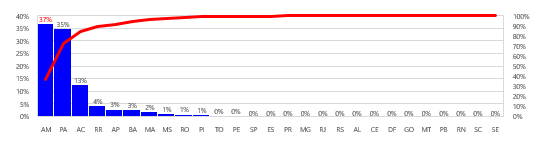 40% 100%
37% 90%
35% 35% 80%
30% 70%
25% 60%
20% 50%
15% 13% 40%
10% 30%
5% 4% 3% 3% 2% 1% 1% 1% 0% 0% 0% 0% 0% 0% 0% 0% 0% 0% 0% 0% 0% 0% 0% 0% 0% 20%
10%
0% 0%
AM PA AC RR AP BA MA MS RO PI TO PE SP ES PR MG RJ RS AL CE DF GO MT PB RN SC SE